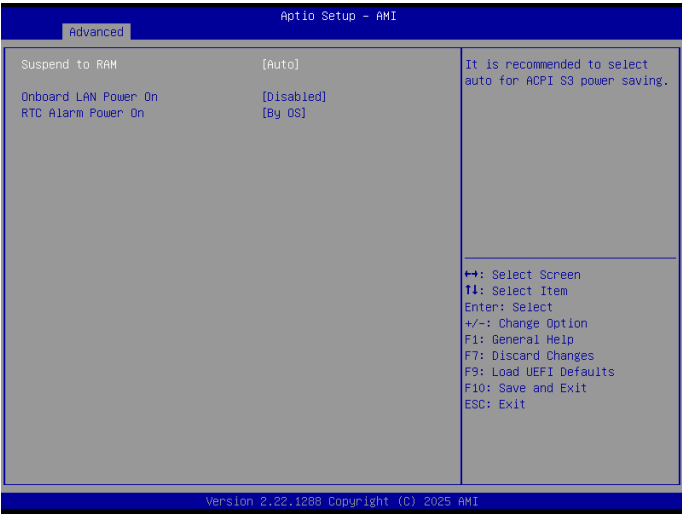 Aptio Setup - AMI
Advanced
Suspend to RAM [Auto]
Onboard LAN Power On [Disabled]
RTC Alarm Power On [By OS]
It is recommended to select
auto for ACPI S3 power saving.
↔: Select Screen
↑↓: Select Item
Enter: Select
+/-: Change Option
F1: General Help
F7: Discard Changes
F9: Load UEFI Defaults
F10: Save and Exit
ESC: Exit
Version 2.22.1288 Copyright (C) 2025 AMI